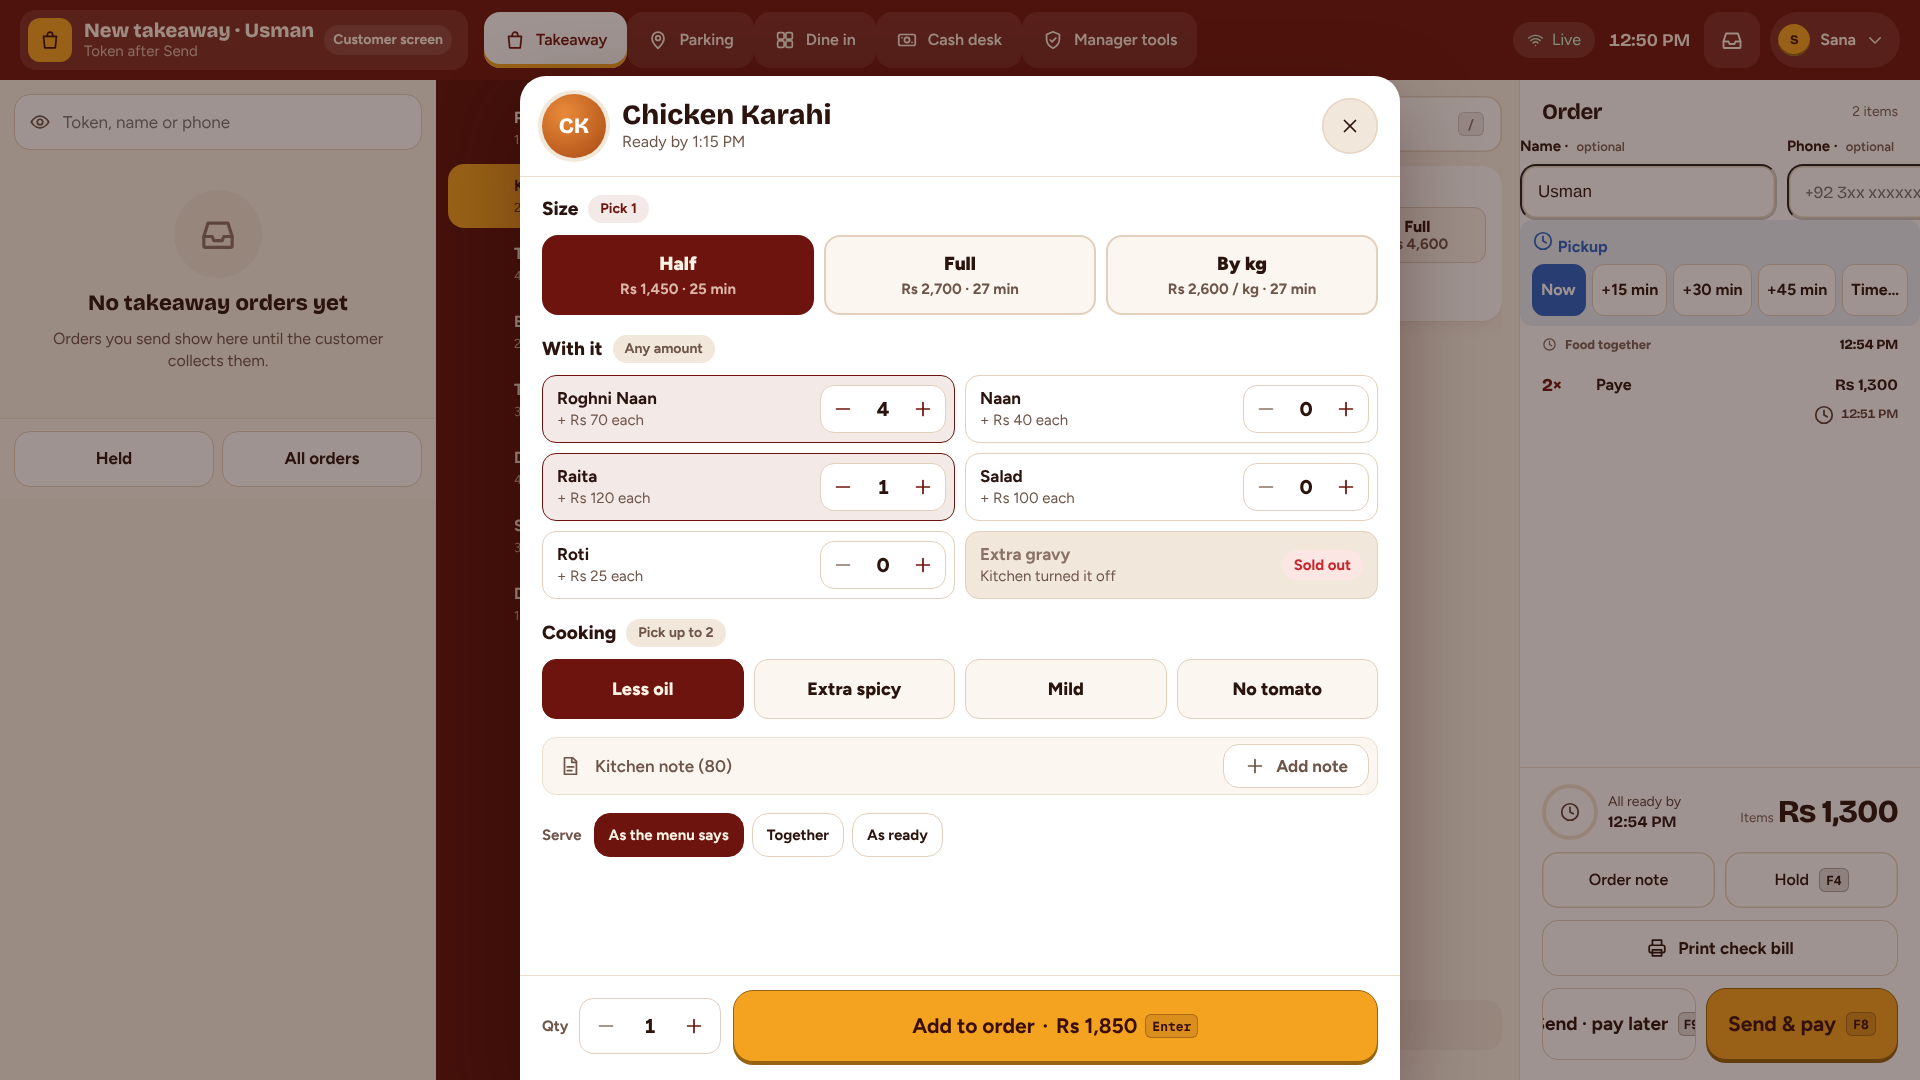 New takeaway · Usman
Token after Send
Customer screen
Takeaway
Parking
Dine in
Cash desk
Manager tools
Live
12:50 PM
S
Sana
Token, name or phone
No takeaway orders yet
Orders you send show here until the customer
collects them.
Held
All orders
CK
Chicken Karahi
Ready by 1:15 PM
Size
Pick 1
Half
Rs 1,450 · 25 min
Full
Rs 2,700 · 27 min
By kg
Rs 2,600 / kg · 27 min
With it
Any amount
Roghni Naan
+ Rs 70 each
4
Naan
+ Rs 40 each
0
Raita
+ Rs 120 each
1
Salad
+ Rs 100 each
0
Roti
+ Rs 25 each
0
Extra gravy
Kitchen turned it off
Sold out
Cooking
Pick up to 2
Less oil
Extra spicy
Mild
No tomato
Kitchen note (80)
Add note
Serve
As the menu says
Together
As ready
Qty
1
Add to order · Rs 1,850
Enter
/
Full
4,600
Order
2 items
Name · optional
Phone · optional
Usman
+92 3xx xxxxxx
Pickup
Now
+15 min
+30 min
+45 min
Time...
Food together
12:54 PM
2×
Paye
Rs 1,300
12:51 PM
All ready by
12:54 PM
Items
Rs 1,300
Order note
Hold
F4
Print check bill
end · pay later
Send & pay
F8